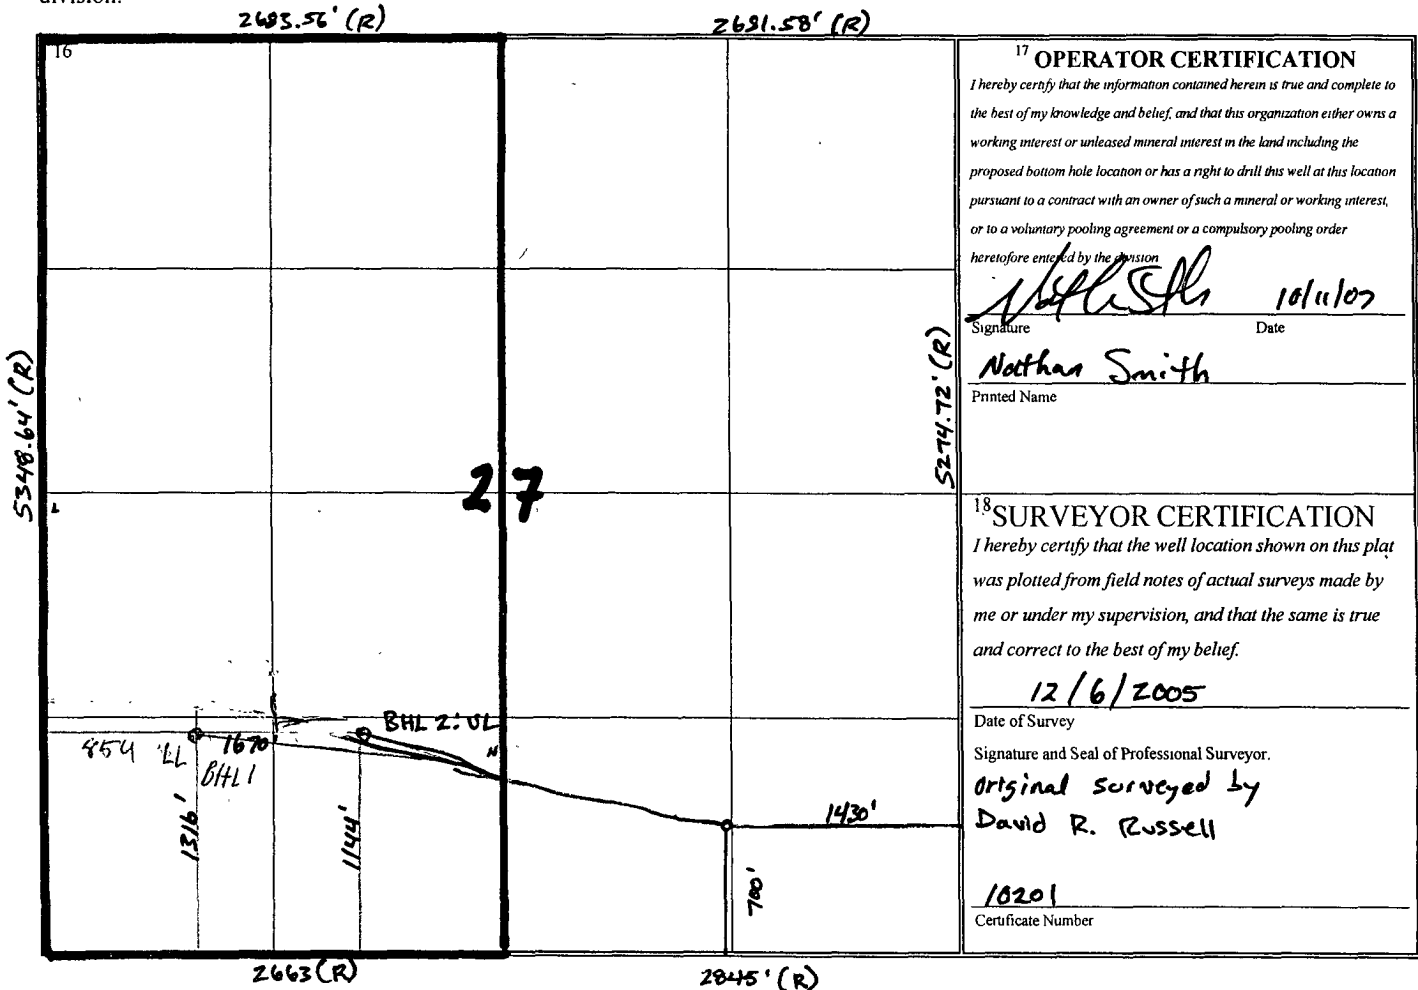 division.
2683.56' (R)
2681.58' (R)
16
5348.64' (R)
5274.72' (R)
27
BHL 2: UL
N
854
LL
1670
BHL 1
1316'
1144'
1430'
700'
2663 (R)
2845' (R)
17 OPERATOR CERTIFICATION
I hereby certify that the information contained herein is true and complete to
the best of my knowledge and belief, and that this organization either owns a
working interest or unleased mineral interest in the land including the
proposed bottom hole location or has a right to drill this well at this location
pursuant to a contract with an owner of such a mineral or working interest,
or to a voluntary pooling agreement or a compulsory pooling order
heretofore entered by the division
10/11/07
Signature
Date
Nathan Smith
Printed Name
18 SURVEYOR CERTIFICATION
I hereby certify that the well location shown on this plat
was plotted from field notes of actual surveys made by
me or under my supervision, and that the same is true
and correct to the best of my belief.
12/6/2005
Date of Survey
Signature and Seal of Professional Surveyor.
Original Surveyed by
David R. Russell
10201
Certificate Number